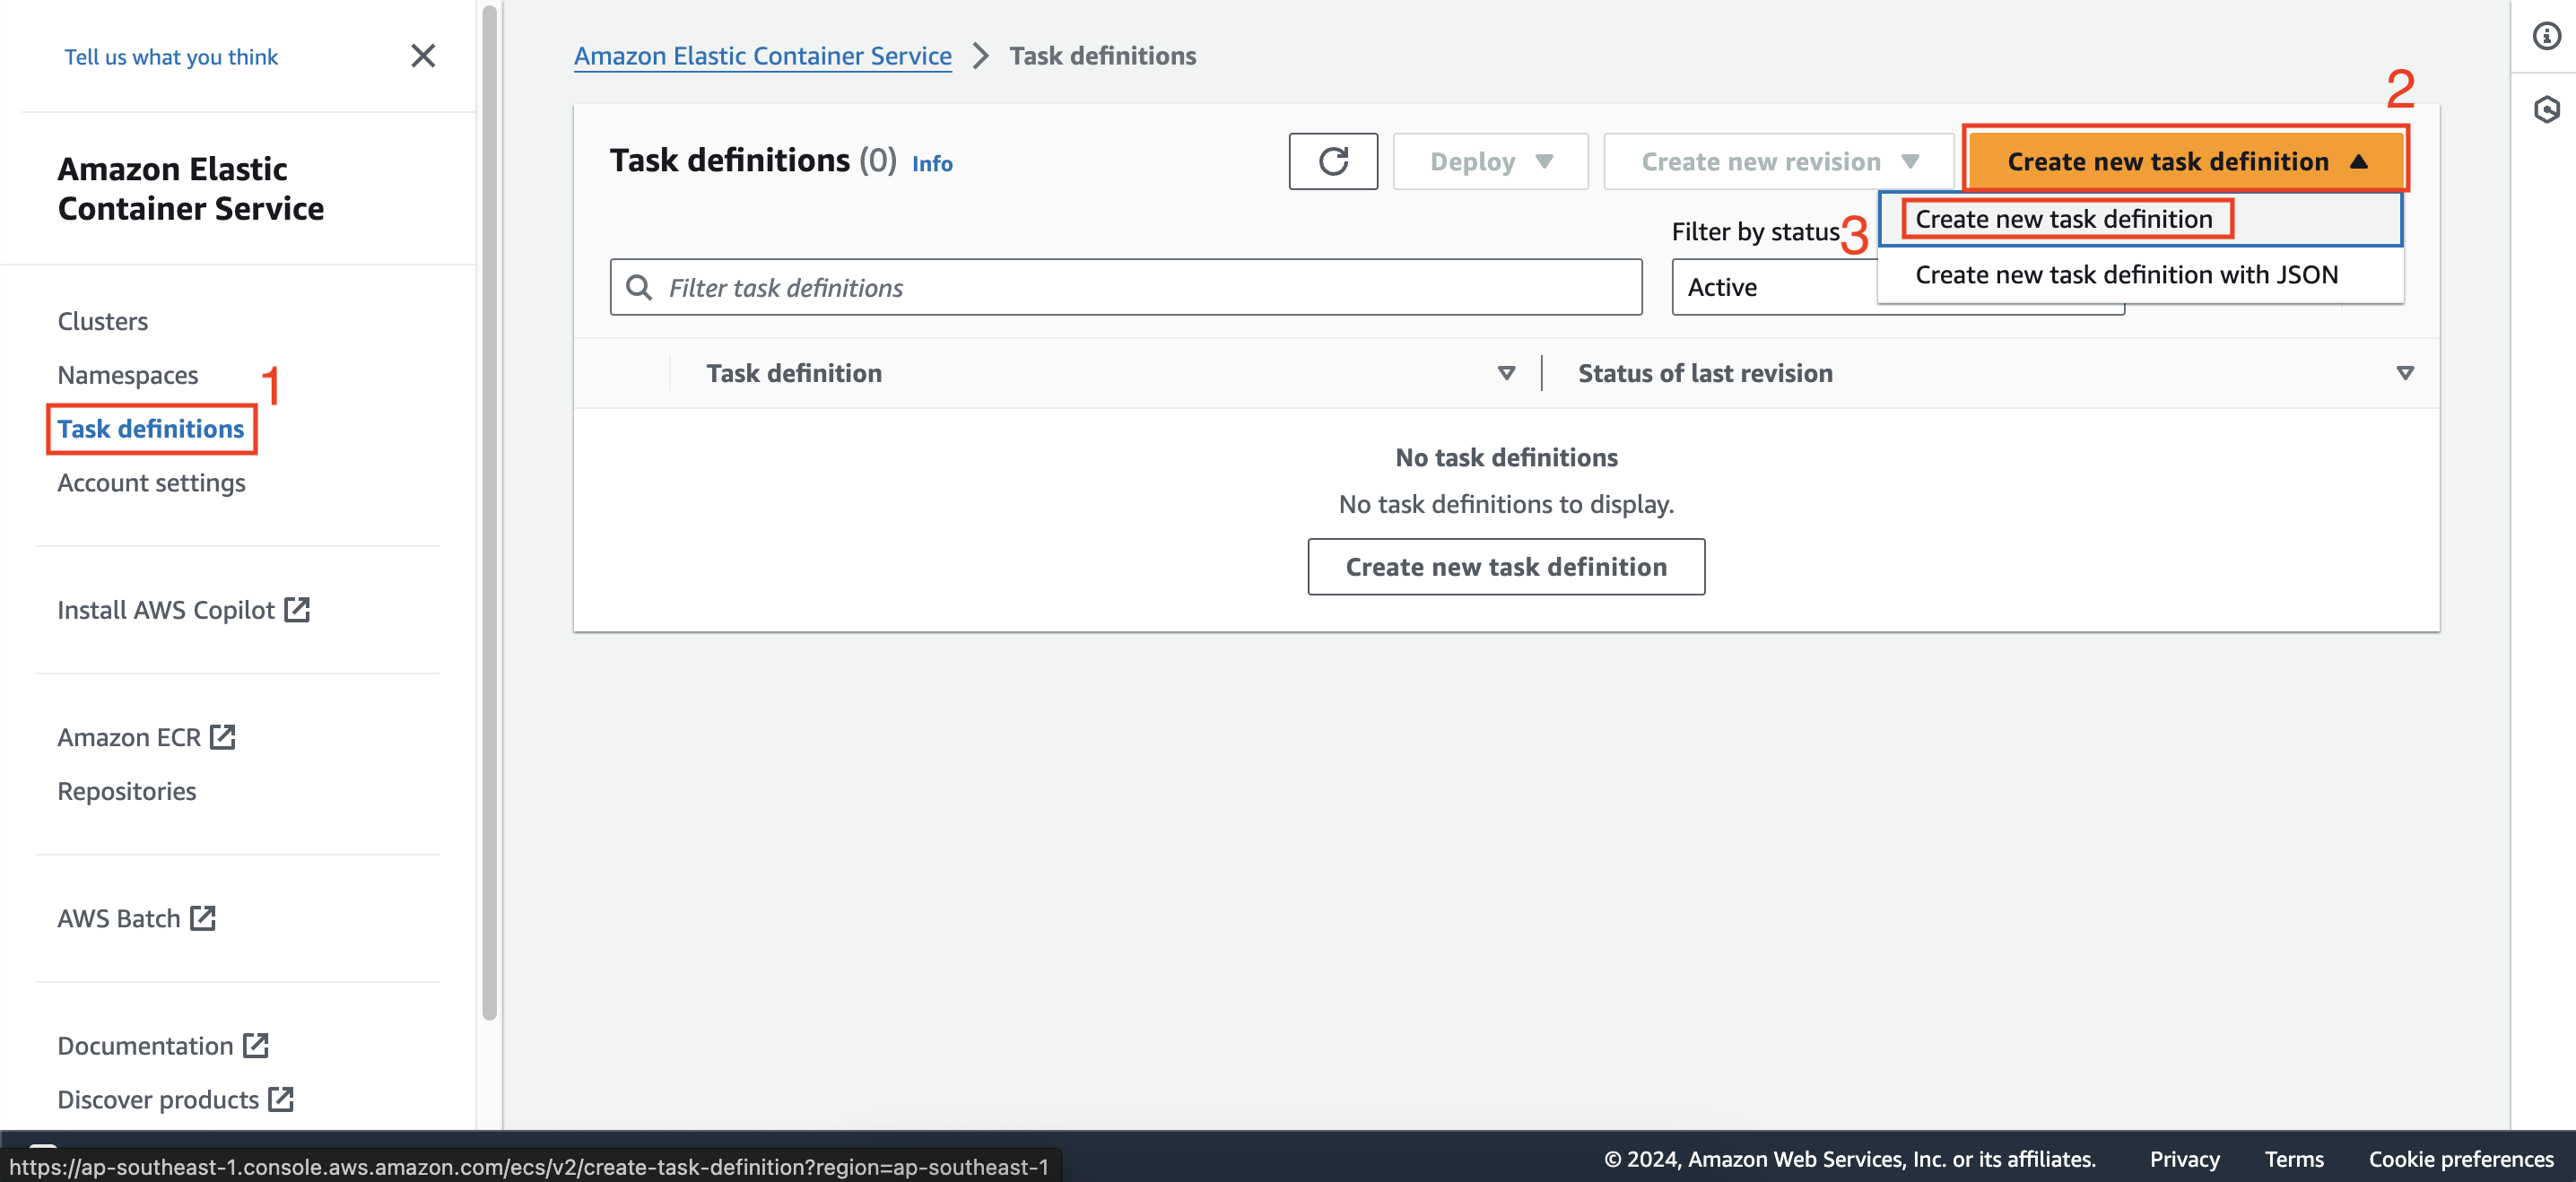 Tell us what you think
Amazon Elastic
Container Service
Clusters
Namespaces
1
Task definitions
Account settings
Install AWS Copilot
Amazon ECR
Repositories
AWS Batch
Documentation
Discover products
Amazon Elastic Container Service > Task definitions
2
Task definitions (0) Info
Deploy
Create new revision
Create new task definition
3
Create new task definition
Create new task definition with JSON
Filter by status
Filter task definitions
Active
Task definition
Status of last revision
No task definitions
No task definitions to display.
Create new task definition
https://ap-southeast-1.console.aws.amazon.com/ecs/v2/create-task-definition?region=ap-southeast-1
© 2024, Amazon Web Services, Inc. or its affiliates. Privacy Terms Cookie preferences